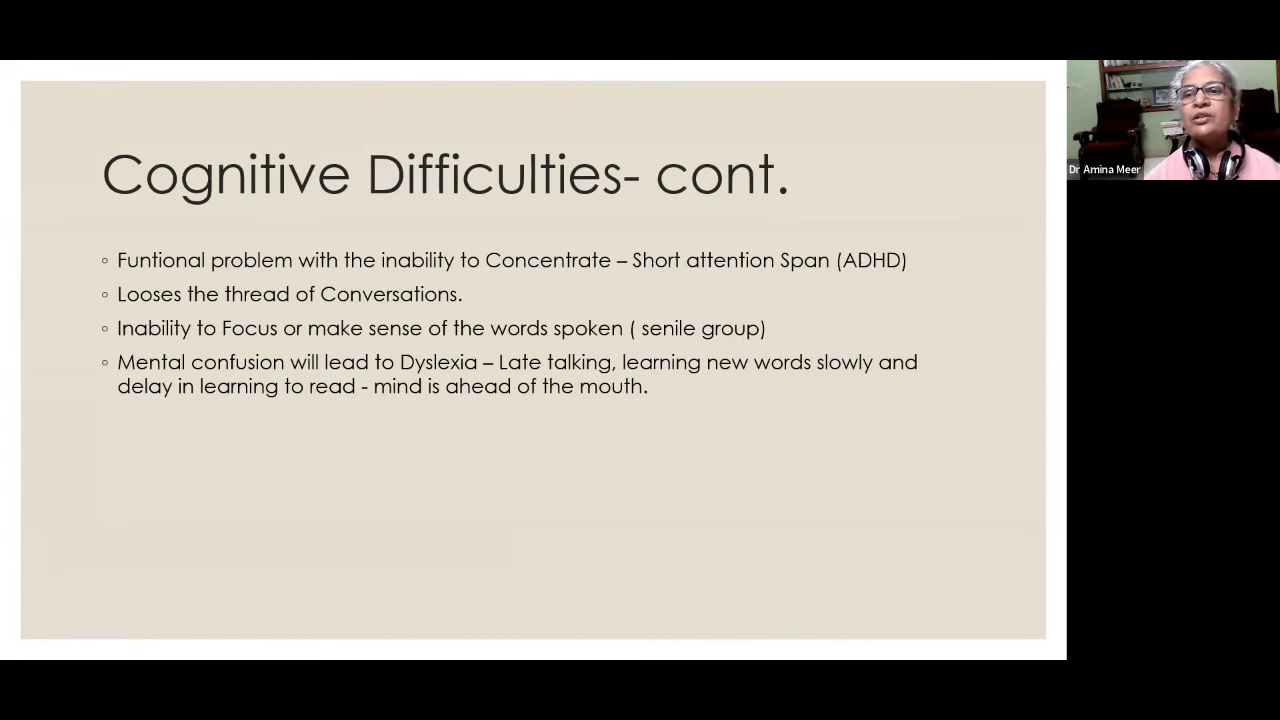 Cognitive Difficulties- cont.
◦ Funtional problem with the inability to Concentrate – Short attention Span (ADHD)
◦ Looses the thread of Conversations.
◦ Inability to Focus or make sense of the words spoken ( senile group)
◦ Mental confusion will lead to Dyslexia – Late talking, learning new words slowly and
delay in learning to read - mind is ahead of the mouth.
Dr Amina Meer